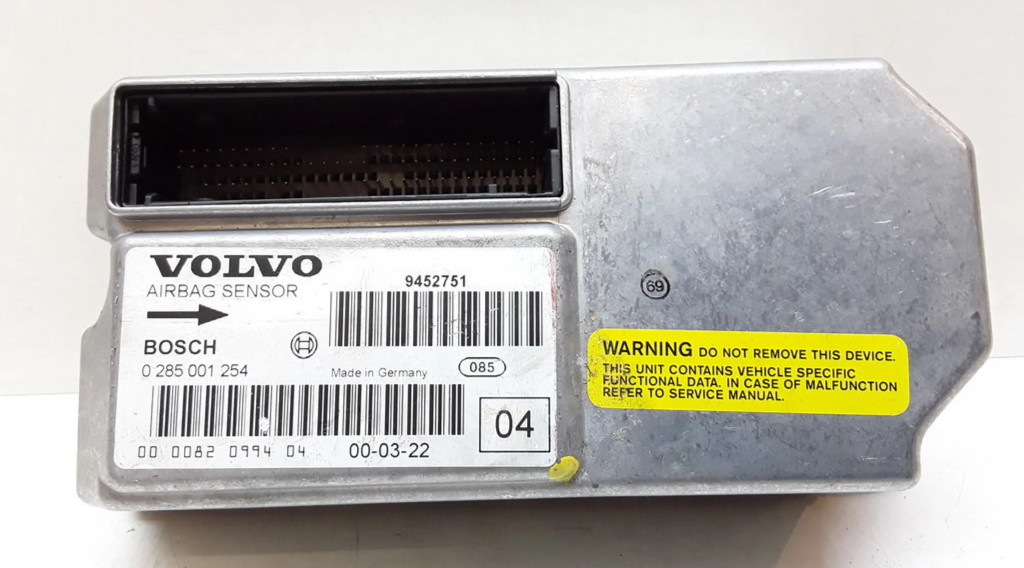 VOLVO
AIRBAG SENSOR
9452751
BOSCH
0 285 001 254
Made in Germany
085
00 0082 0994 04
00-03-22
04
69
WARNING DO NOT REMOVE THIS DEVICE.
THIS UNIT CONTAINS VEHICLE SPECIFIC
FUNCTIONAL DATA. IN CASE OF MALFUNCTION
REFER TO SERVICE MANUAL.